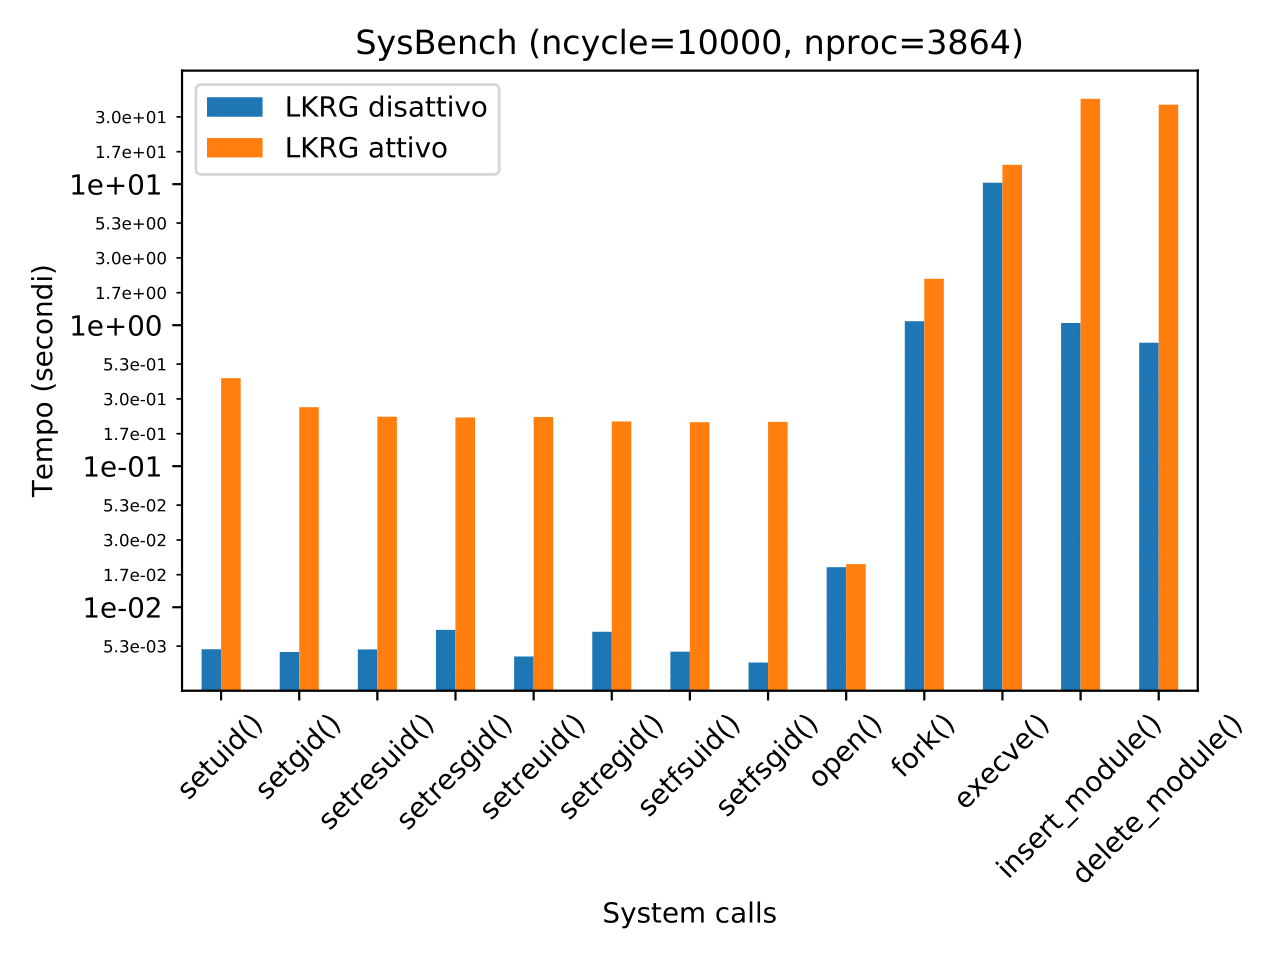 SysBench (ncycle=10000, nproc=3864)
LKRG disattivo
LKRG attivo
3.0e+01
1.7e+01
1e+01
5.3e+00
3.0e+00
1.7e+00
1e+00
5.3e-01
3.0e-01
1.7e-01
1e-01
5.3e-02
3.0e-02
1.7e-02
1e-02
5.3e-03
Tempo (secondi)
setuid()
setgid()
setresuid()
setresgid()
setreuid()
setregid()
setfsuid()
setfsgid()
open()
fork()
execve()
insert_module()
delete_module()
System calls